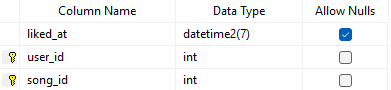 Column Name Data Type Allow Nulls
liked_at datetime2(7)
user_id int
song_id int